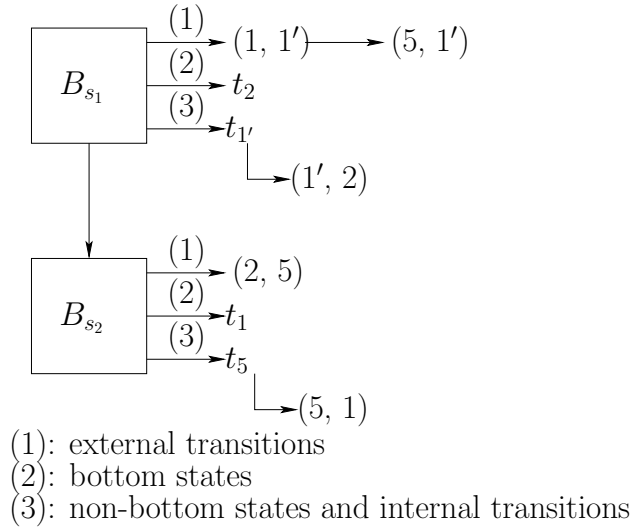 (1)
(1, 1′) (5, 1′)
(2)
B_{s_1} t_2
(3)
t_{1′}
(1′, 2)
(1)
(2, 5)
(2)
B_{s_2} t_1
(3)
t_5
(5, 1)
(1): external transitions
(2): bottom states
(3): non-bottom states and internal transitions